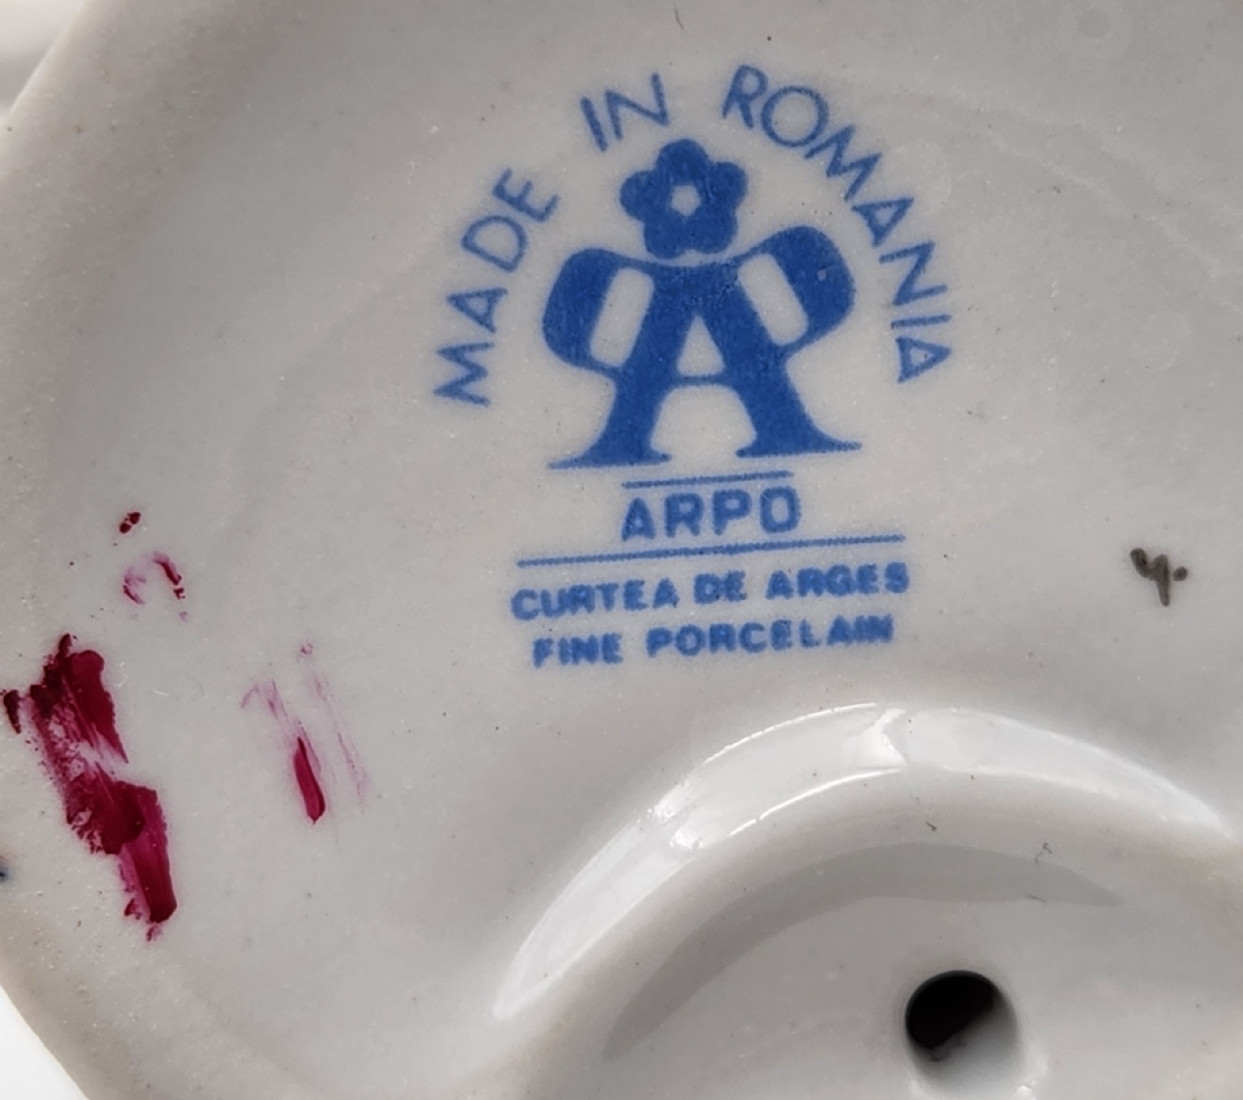 MADE IN ROMANIA
ARPO
CURTEA DE ARGES
FINE PORCELAIN